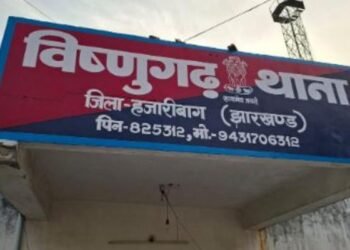 विष्णुगढ़ थाना
जिला-हजारीबाग (झारखण्ड)
पिन-825312,मो.-9431706312